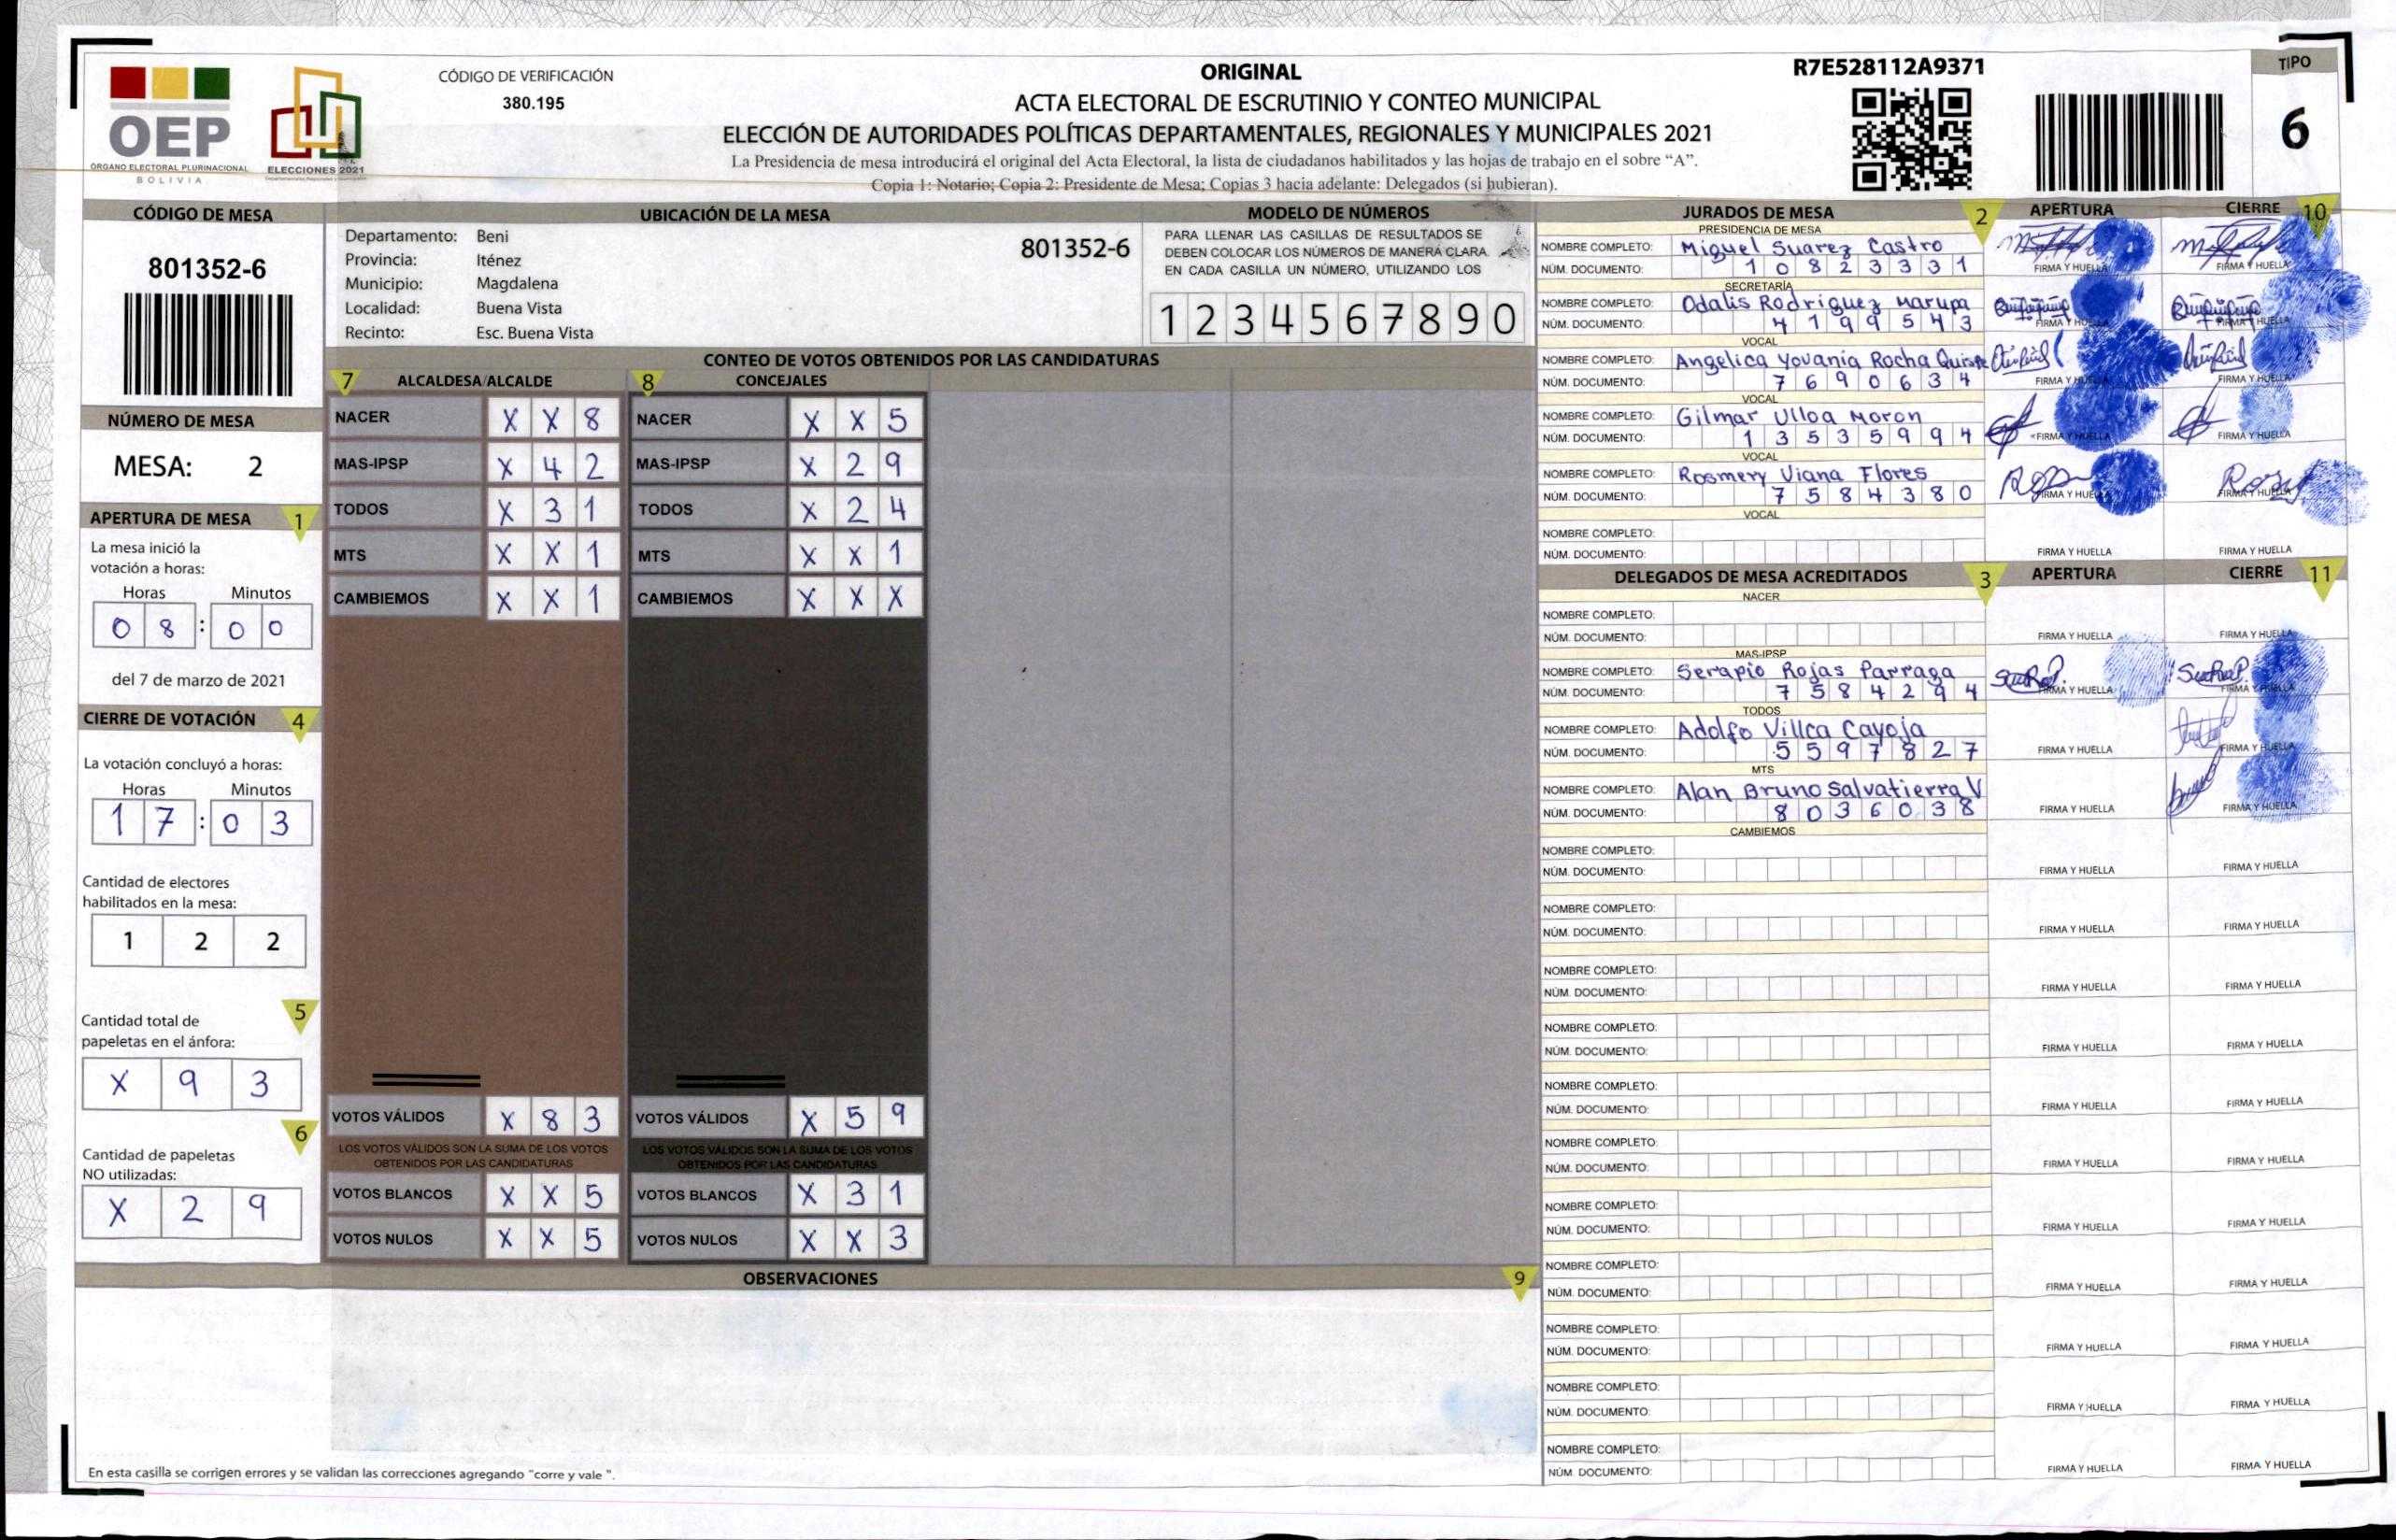 OEP
ÓRGANO ELECTORAL PLURINACIONAL
BOLIVIA
ELECCIONES 2021
CÓDIGO DE VERIFICACIÓN
380.195
ORIGINAL
ACTA ELECTORAL DE ESCRUTINIO Y CONTEO MUNICIPAL
ELECCIÓN DE AUTORIDADES POLÍTICAS DEPARTAMENTALES, REGIONALES Y MUNICIPALES 2021
La Presidencia de mesa introducirá el original del Acta Electoral, la lista de ciudadanos habilitados y las hojas de trabajo en el sobre “A”.
Copia 1: Notario; Copia 2: Presidente de Mesa; Copias 3 hacia adelante: Delegados (si hubieran).
R7E528112A9371
TIPO
6
CÓDIGO DE MESA
801352-6
NÚMERO DE MESA
MESA: 2
APERTURA DE MESA 1
La mesa inició la
votación a horas:
Horas Minutos
0 8 : 0 0
del 7 de marzo de 2021
CIERRE DE VOTACIÓN 4
La votación concluyó a horas:
Horas Minutos
1 7 : 0 3
Cantidad de electores
habilitados en la mesa:
1 2 2
5
Cantidad total de
papeletas en el ánfora:
X 9 3
6
Cantidad de papeletas
NO utilizadas:
X 2 9
UBICACIÓN DE LA MESA
Departamento: Beni
801352-6
Provincia: Iténez
Municipio: Magdalena
Localidad: Buena Vista
Recinto: Esc. Buena Vista
MODELO DE NÚMEROS
PARA LLENAR LAS CASILLAS DE RESULTADOS SE
DEBEN COLOCAR LOS NÚMEROS DE MANERA CLARA
EN CADA CASILLA UN NÚMERO, UTILIZANDO LOS
1 2 3 4 5 6 7 8 9 0
CONTEO DE VOTOS OBTENIDOS POR LAS CANDIDATURAS
7 ALCALDESA/ALCALDE
NACER X X 8
MAS-IPSP X 4 2
TODOS X 3 1
MTS X X 1
CAMBIEMOS X X 1
VOTOS VÁLIDOS X 8 3
LOS VOTOS VÁLIDOS SON LA SUMA DE LOS VOTOS
OBTENIDOS POR LAS CANDIDATURAS
VOTOS BLANCOS X X 5
VOTOS NULOS X X 5
8 CONCEJALES
NACER X X 5
MAS-IPSP X 2 9
TODOS X 2 4
MTS X X 1
CAMBIEMOS X X X
VOTOS VÁLIDOS X 5 9
LOS VOTOS VÁLIDOS SON LA SUMA DE LOS VOTOS
OBTENIDOS POR LAS CANDIDATURAS
VOTOS BLANCOS X 3 1
VOTOS NULOS X X 3
OBSERVACIONES 9
En esta casilla se corrigen errores y se validan las correcciones agregando "corre y vale ".
JURADOS DE MESA 2 APERTURA CIERRE 10
PRESIDENCIA DE MESA
NOMBRE COMPLETO: Miguel Suarez Castro
NÚM. DOCUMENTO: 1 0 8 2 3 3 3 1 FIRMA Y HUELLA FIRMA Y HUELLA
SECRETARÍA
NOMBRE COMPLETO: Odalis Rodriguez Marupa
NÚM. DOCUMENTO: 4 1 9 9 5 4 3 FIRMA Y HUELLA FIRMA Y HUELLA
VOCAL
NOMBRE COMPLETO: Angelica Yovania Rocha Quispe
NÚM. DOCUMENTO: 7 6 9 0 6 3 4 FIRMA Y HUELLA FIRMA Y HUELLA
VOCAL
NOMBRE COMPLETO: Gilmar Ulloa Moron
NÚM. DOCUMENTO: 1 3 5 3 5 9 9 4 FIRMA Y HUELLA FIRMA Y HUELLA
VOCAL
NOMBRE COMPLETO: Rosmery Viana Flores
NÚM. DOCUMENTO: 7 5 8 4 3 8 0 FIRMA Y HUELLA FIRMA Y HUELLA
VOCAL
NOMBRE COMPLETO:
NÚM. DOCUMENTO: FIRMA Y HUELLA FIRMA Y HUELLA
DELEGADOS DE MESA ACREDITADOS 3 APERTURA CIERRE 11
NACER
NOMBRE COMPLETO:
NÚM. DOCUMENTO: FIRMA Y HUELLA FIRMA Y HUELLA
MAS-IPSP
NOMBRE COMPLETO: Serapio Rojas Parraga
NÚM. DOCUMENTO: 7 5 8 4 2 9 4 FIRMA Y HUELLA FIRMA Y HUELLA
TODOS
NOMBRE COMPLETO: Adolfo Villca Cayoja
NÚM. DOCUMENTO: 5 5 9 7 8 2 7 FIRMA Y HUELLA FIRMA Y HUELLA
MTS
NOMBRE COMPLETO: Alan Bruno Salvatierra V
NÚM. DOCUMENTO: 8 0 3 6 0 3 8 FIRMA Y HUELLA FIRMA Y HUELLA
CAMBIEMOS
NOMBRE COMPLETO:
NÚM. DOCUMENTO: FIRMA Y HUELLA FIRMA Y HUELLA
NOMBRE COMPLETO:
NÚM. DOCUMENTO: FIRMA Y HUELLA FIRMA Y HUELLA
NOMBRE COMPLETO:
NÚM. DOCUMENTO: FIRMA Y HUELLA FIRMA Y HUELLA
NOMBRE COMPLETO:
NÚM. DOCUMENTO: FIRMA Y HUELLA FIRMA Y HUELLA
NOMBRE COMPLETO:
NÚM. DOCUMENTO: FIRMA Y HUELLA FIRMA Y HUELLA
NOMBRE COMPLETO:
NÚM. DOCUMENTO: FIRMA Y HUELLA FIRMA Y HUELLA
NOMBRE COMPLETO:
NÚM. DOCUMENTO: FIRMA Y HUELLA FIRMA Y HUELLA
NOMBRE COMPLETO:
NÚM. DOCUMENTO: FIRMA Y HUELLA FIRMA Y HUELLA
NOMBRE COMPLETO:
NÚM. DOCUMENTO: FIRMA Y HUELLA FIRMA Y HUELLA
NOMBRE COMPLETO:
NÚM. DOCUMENTO: FIRMA Y HUELLA FIRMA Y HUELLA
NOMBRE COMPLETO:
NÚM. DOCUMENTO: FIRMA Y HUELLA FIRMA Y HUELLA